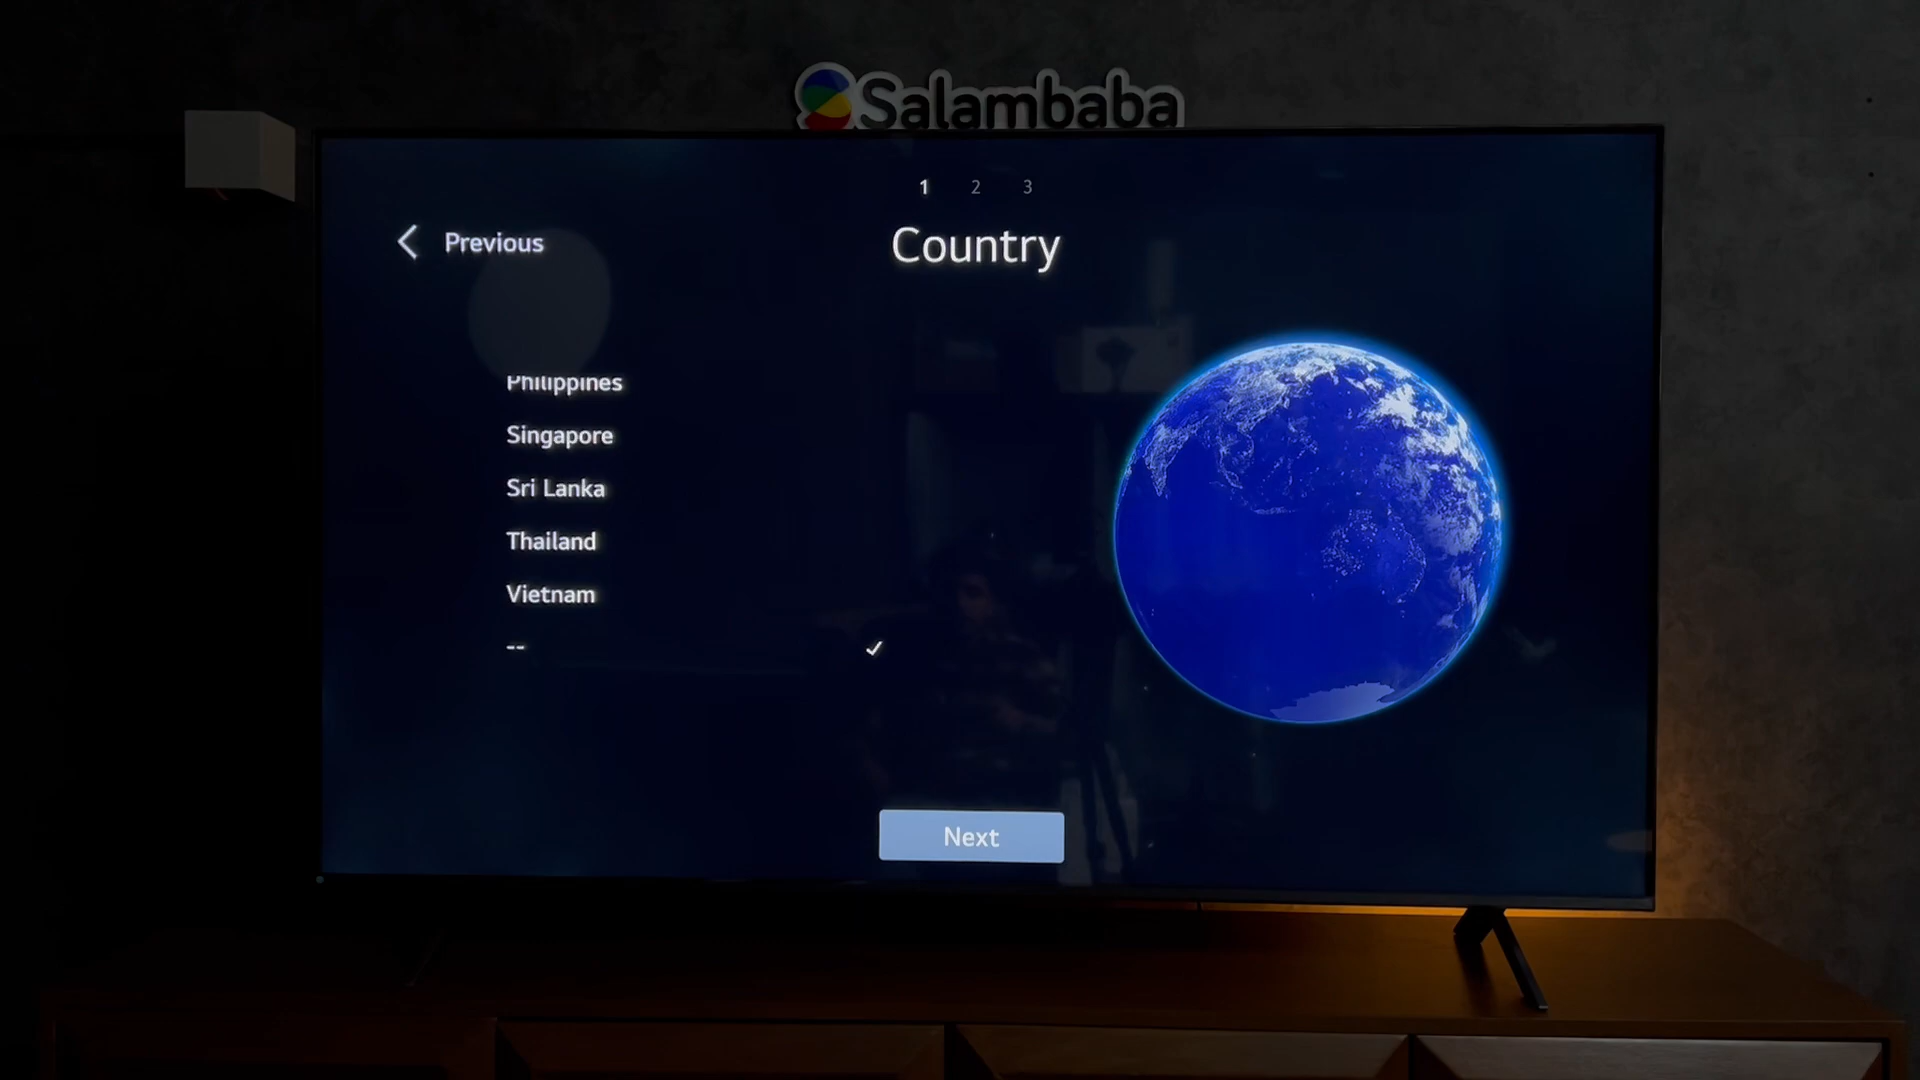 Salambaba
1 2 3
Previous
Country
Philippines
Singapore
Sri Lanka
Thailand
Vietnam
--
Next